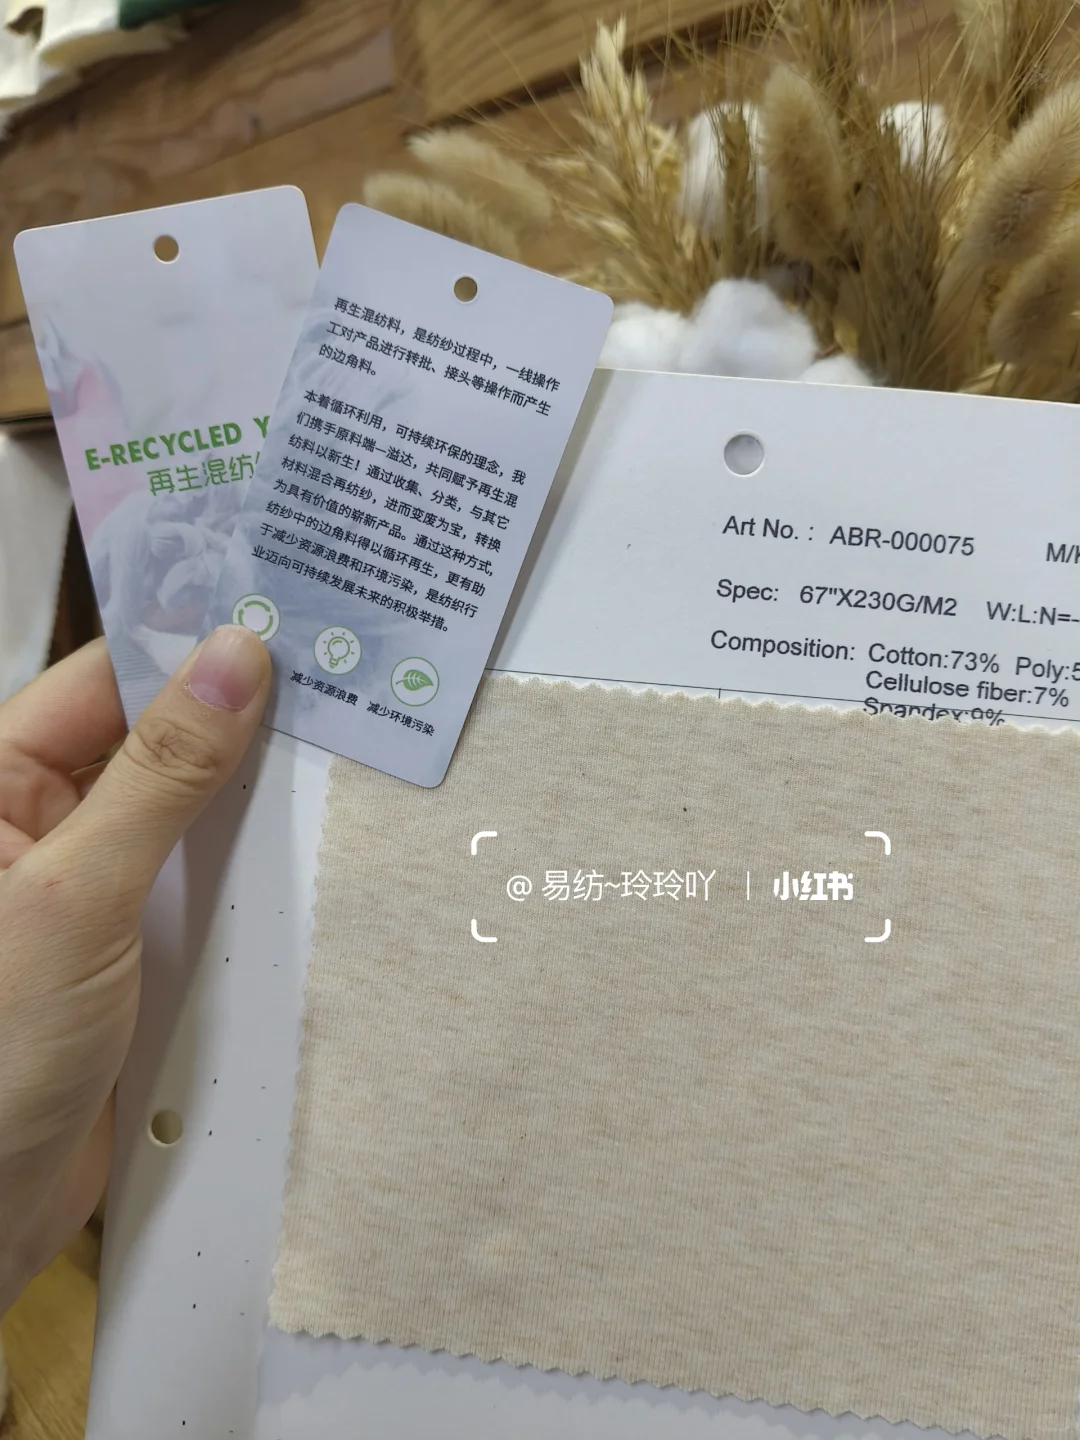 E-RECYCLED
再生混纺
再生混纺料，是纺纱过程中，一线操作
工对产品进行转批、接头等操作而产生
的边角料。
本着循环利用，可持续环保的理念，我
们携手原料端—溢达，共同赋予再生混
纺料以新生！通过收集、分类，与其它
材料混合再纺纱，进而变废为宝，转换
为具有价值的崭新产品。通过这种方式，
纺纱中的边角料得以循环再生，更有助
于减少资源浪费和环境污染，是纺织行
业迈向可持续发展未来的积极举措。
减少资源浪费 减少环境污染
Art No. : ABR-000075
Spec: 67"X230G/M2 W:L:N=-
Composition: Cotton:73% Poly:
Cellulose fiber:7%
Spandex:9%
@ 易纺~玲玲吖 | 小红书